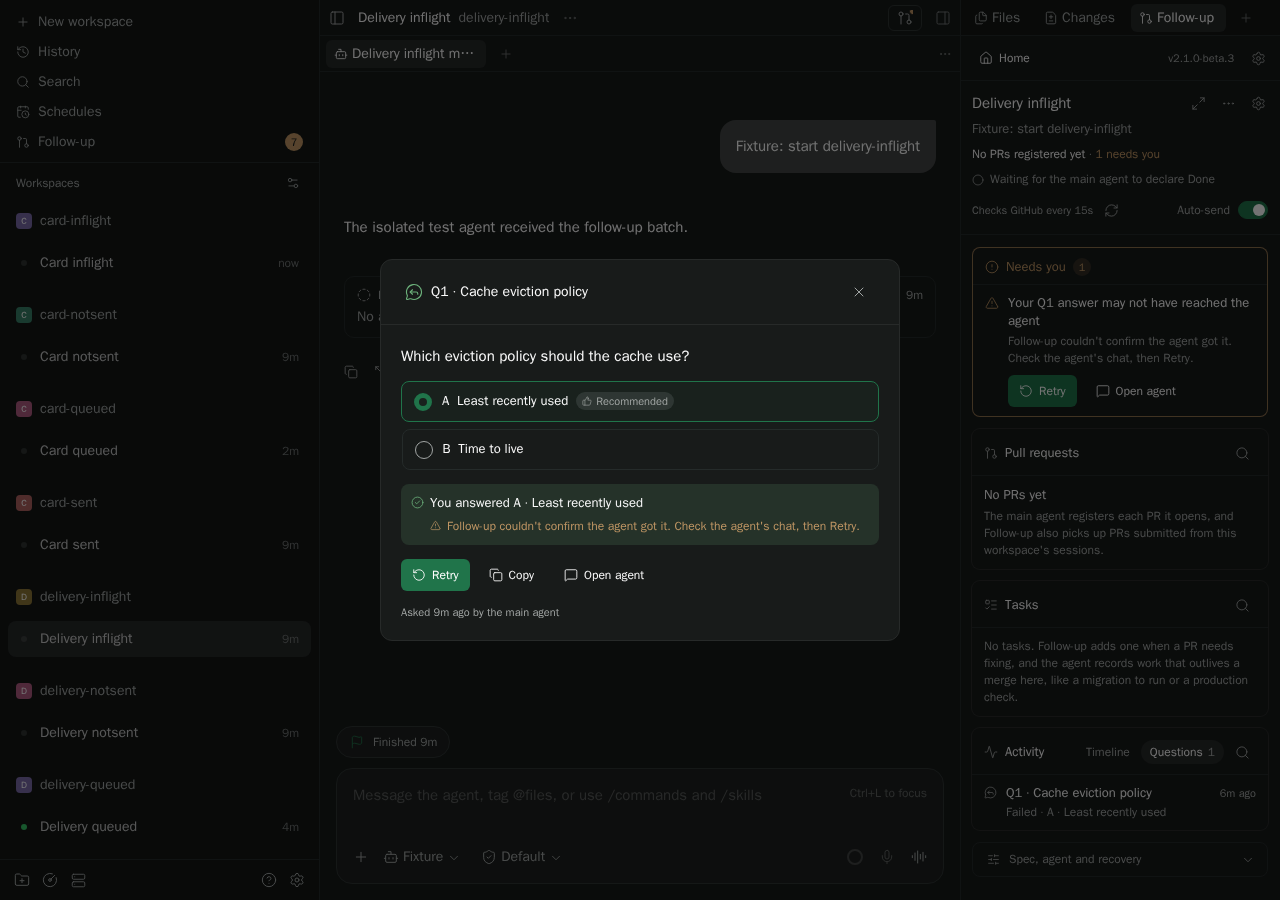 New workspace
History
Search
Schedules
Follow-up 7
Workspaces
C card-inflight
Card inflight now
C card-notsent
Card notsent 9m
C card-queued
Card queued 2m
C card-sent
Card sent 9m
D delivery-inflight
Delivery inflight 9m
D delivery-notsent
Delivery notsent 9m
D delivery-queued
Delivery queued 4m
Delivery inflight delivery-inflight
Delivery inflight m···
Fixture: start delivery-inflight
The isolated test agent received the follow-up batch.
9m
No
Q1 · Cache eviction policy
Which eviction policy should the cache use?
A Least recently used Recommended
B Time to live
You answered A · Least recently used
Follow-up couldn't confirm the agent got it. Check the agent's chat, then Retry.
Retry Copy Open agent
Asked 9m ago by the main agent
Finished 9m
Message the agent, tag @files, or use /commands and /skills Ctrl+L to focus
Fixture Default
Files Changes Follow-up
Home v2.1.0-beta.3
Delivery inflight
Fixture: start delivery-inflight
No PRs registered yet · 1 needs you
Waiting for the main agent to declare Done
Checks GitHub every 15s Auto-send
Needs you 1
Your Q1 answer may not have reached the
agent
Follow-up couldn't confirm the agent got it.
Check the agent's chat, then Retry.
Retry Open agent
Pull requests
No PRs yet
The main agent registers each PR it opens, and
Follow-up also picks up PRs submitted from this
workspace's sessions.
Tasks
No tasks. Follow-up adds one when a PR needs
fixing, and the agent records work that outlives a
merge here, like a migration to run or a production
check.
Activity Timeline Questions 1
Q1 · Cache eviction policy 6m ago
Failed · A · Least recently used
Spec, agent and recovery